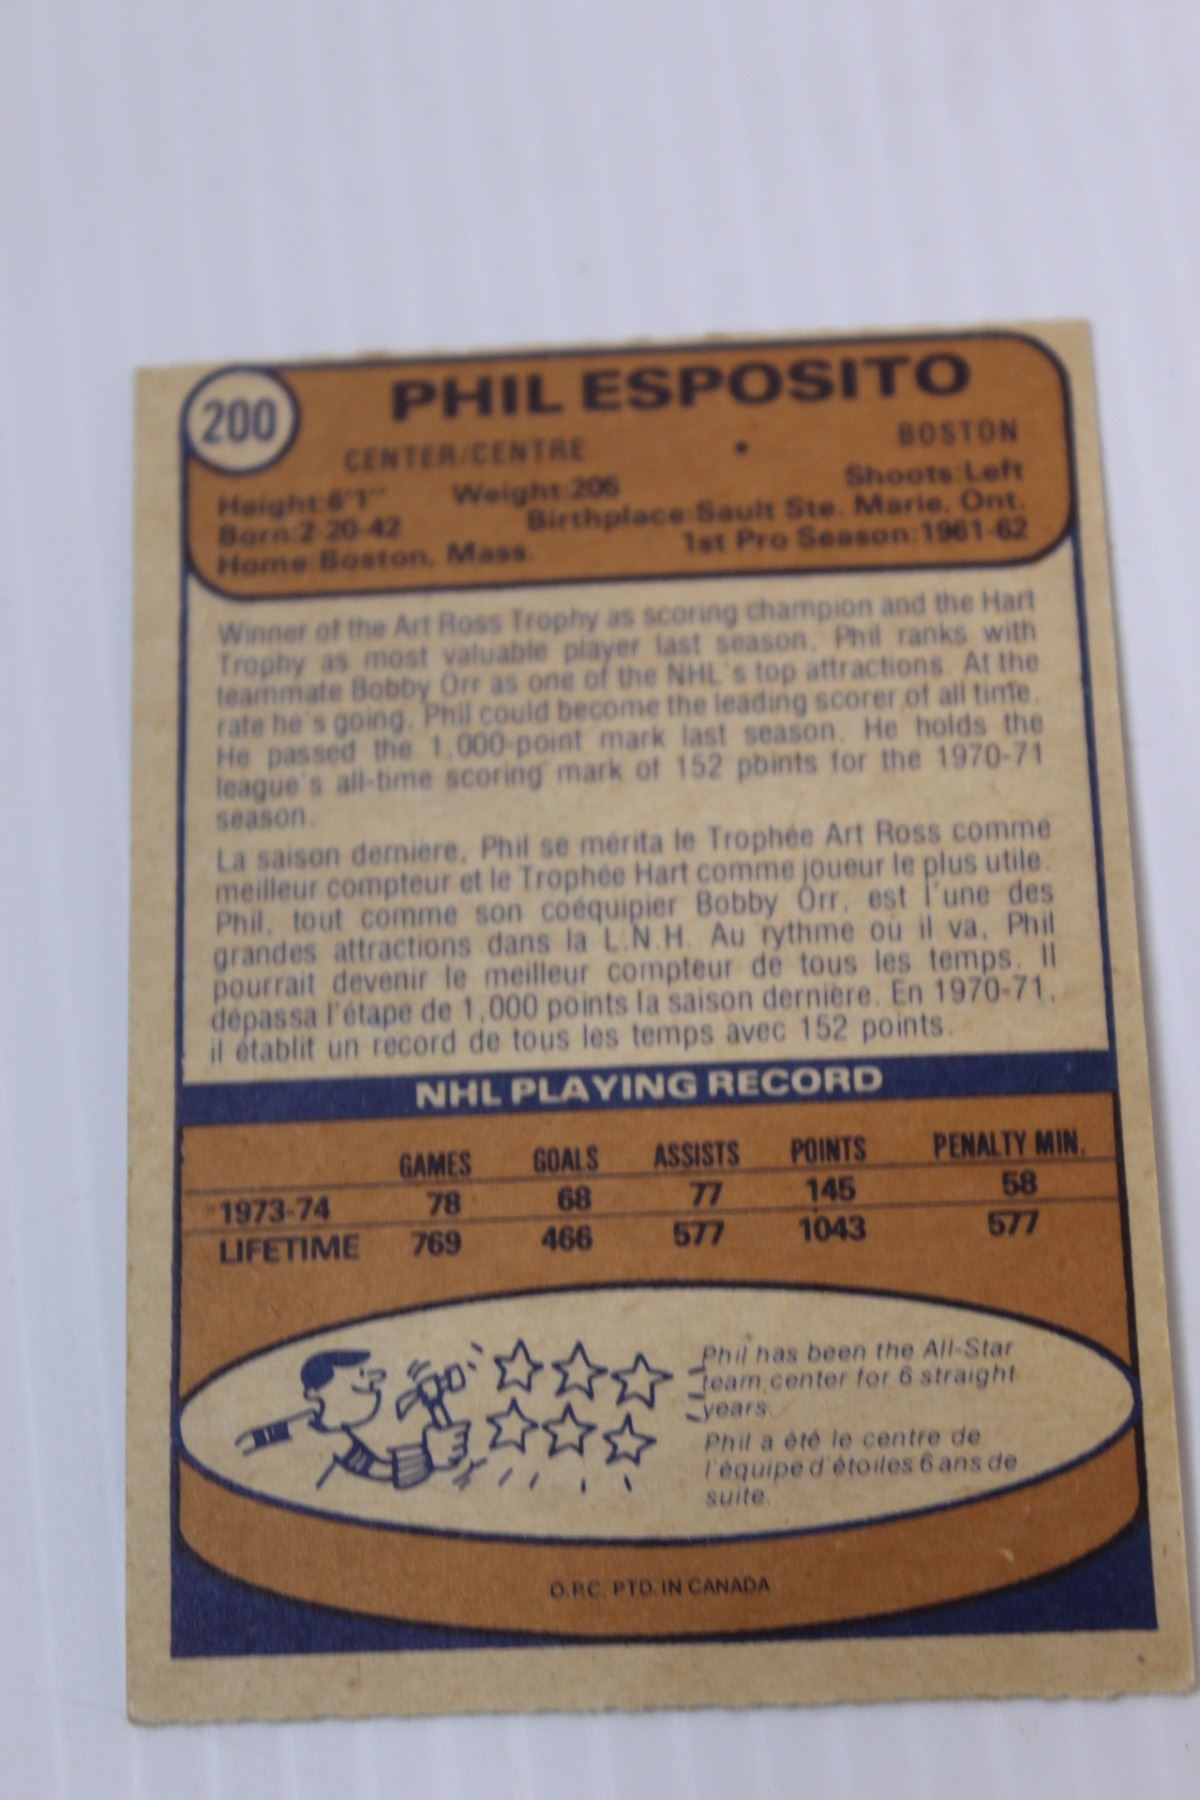 200
PHIL ESPOSITO
CENTER/CENTRE • BOSTON
Height:6'1" Weight:206 Shoots:Left
Born:2-20-42 Birthplace:Sault Ste. Marie, Ont.
Home:Boston, Mass. 1st Pro Season:1961-62
Winner of the Art Ross Trophy as scoring champion and the Hart
Trophy as most valuable player last season, Phil ranks with
teammate Bobby Orr as one of the NHL's top attractions. At the
rate he's going, Phil could become the leading scorer of all time.
He passed the 1,000-point mark last season. He holds the
league's all-time scoring mark of 152 points for the 1970-71
season.
La saison dernière, Phil se mérita le Trophée Art Ross comme
meilleur compteur et le Trophée Hart comme joueur le plus utile.
Phil, tout comme son coéquipier Bobby Orr, est l'une des
grandes attractions dans la L.N.H. Au rythme où il va, Phil
pourrait devenir le meilleur compteur de tous les temps. Il
dépassa l'étape de 1,000 points la saison dernière. En 1970-71,
il établit un record de tous les temps avec 152 points.
NHL PLAYING RECORD
GAMES GOALS ASSISTS POINTS PENALTY MIN.
1973-74 78 68 77 145 58
LIFETIME 769 466 577 1043 577
Phil has been the All-Star
team center for 6 straight
years.
Phil a été le centre de
l'équipe d'étoiles 6 ans de
suite.
O.P.C. PTD. IN CANADA